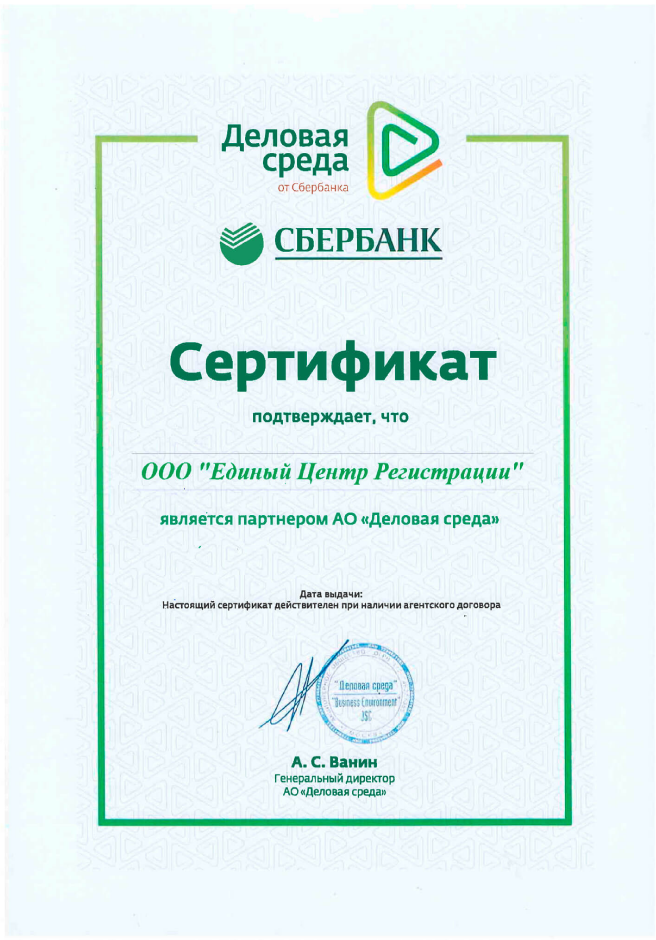 Деловая
среда
от Сбербанка
СБЕРБАНК
Сертификат
подтверждает, что
ООО "Единый Центр Регистрации"
является партнером АО «Деловая среда»
Дата выдачи:
Настоящий сертификат действителен при наличии агентского договора
"Деловая среда"
"Business Environment"
JSC
МОСКВА
А. С. Ванин
Генеральный директор
АО «Деловая среда»